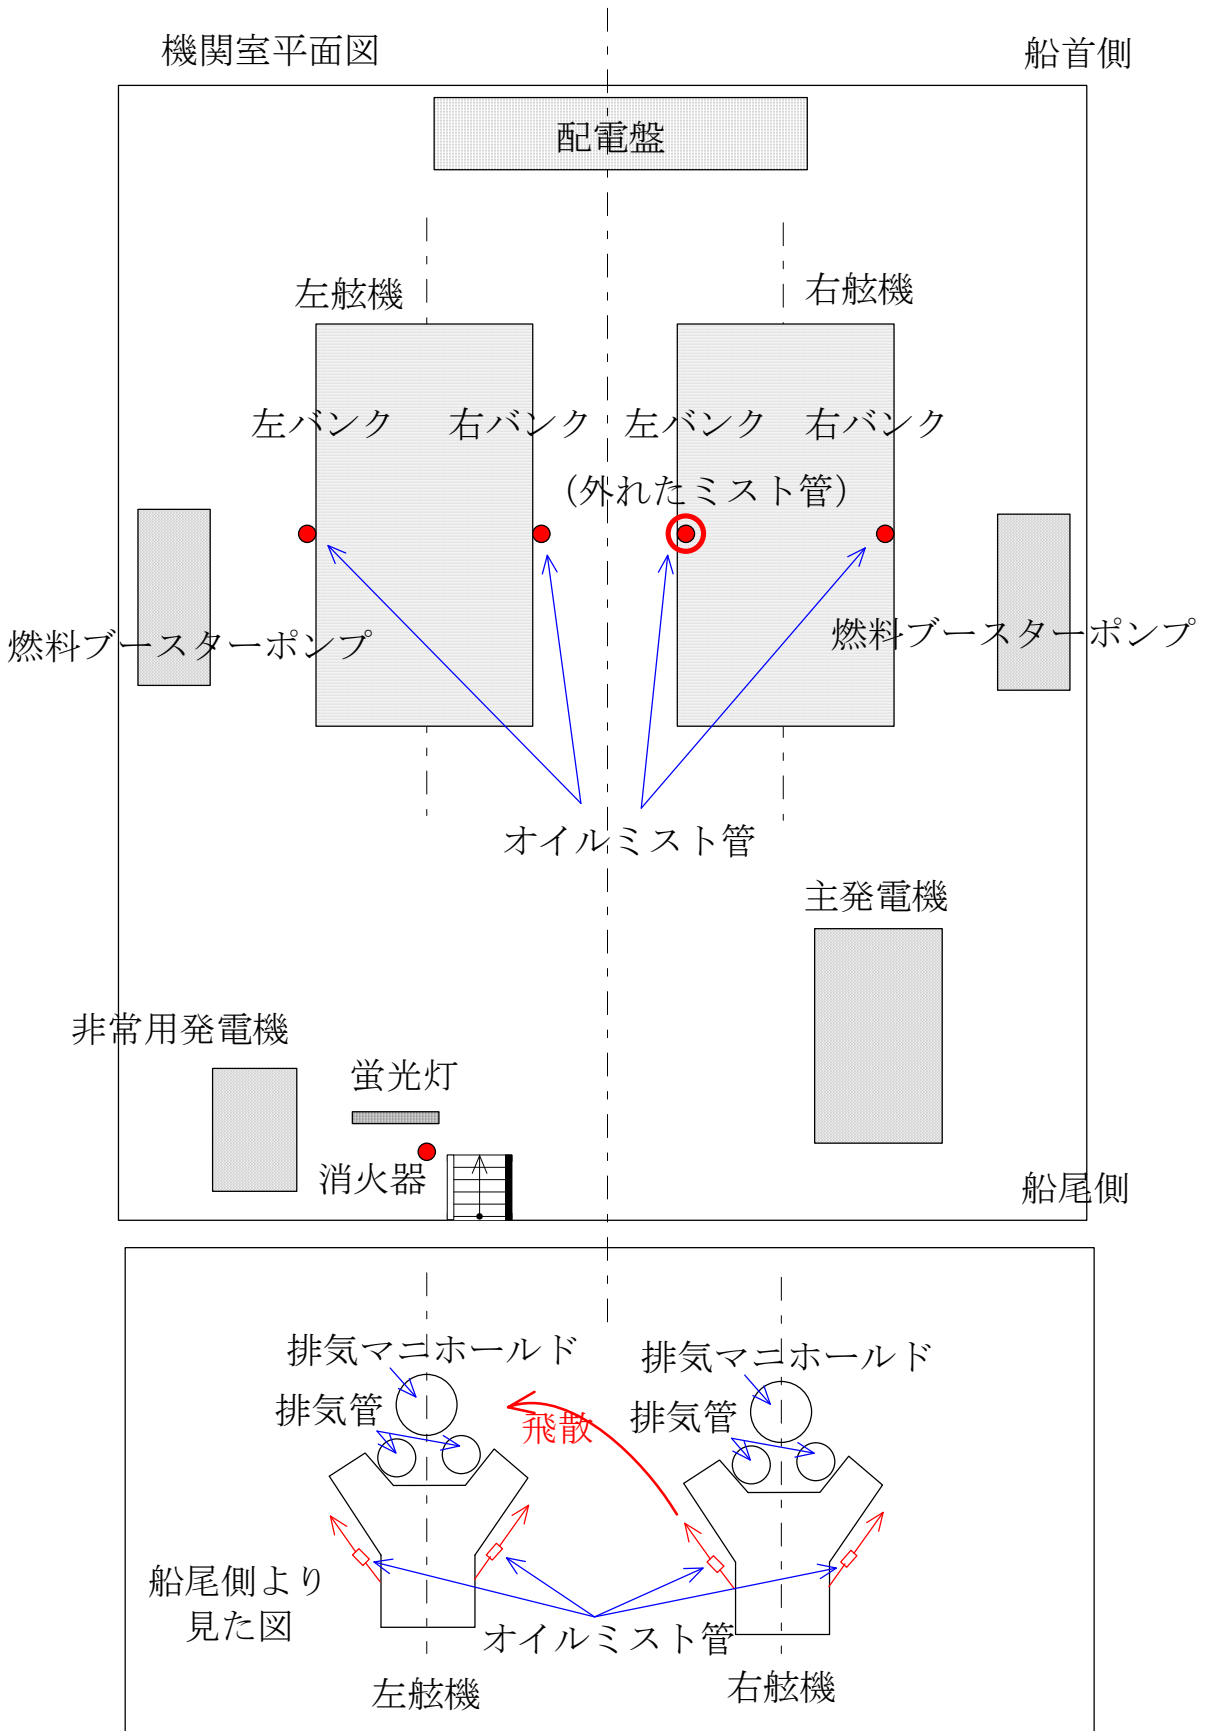 機関室平面図
船首側
配電盤
左舷機
右舷機
左バンク
右バンク
左バンク
右バンク
(外れたミスト管)
燃料ブースターポンプ
燃料ブースターポンプ
オイルミスト管
主発電機
非常用発電機
蛍光灯
消火器
船尾側
排気マニホールド
排気マニホールド
排気管
飛散
排気管
船尾側より
見た図
オイルミスト管
左舷機
右舷機